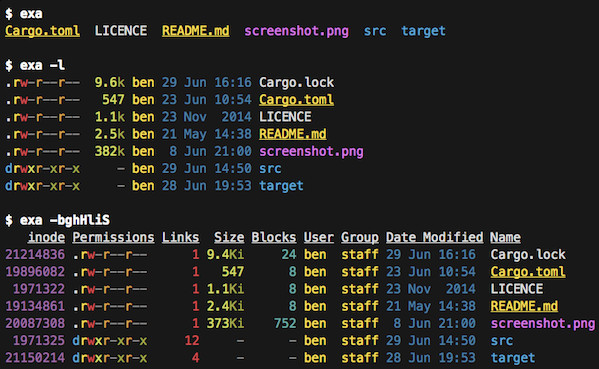 $ exa
Cargo.toml  LICENCE  README.md  screenshot.png  src  target
$ exa -l
.rw-r--r--  9.6k ben 29 Jun 16:16 Cargo.lock
.rw-r--r--   547 ben 23 Jun 10:54 Cargo.toml
.rw-r--r--  1.1k ben 23 Nov  2014 LICENCE
.rw-r--r--  2.5k ben 21 May 14:38 README.md
.rw-r--r--  382k ben  8 Jun 21:00 screenshot.png
drwxr-xr-x     - ben 29 Jun 14:50 src
drwxr-xr-x     - ben 28 Jun 19:53 target
$ exa -bghHliS
   inode Permissions Links  Size Blocks User Group Date Modified Name
21214836 .rw-r--r--      1 9.4Ki     24 ben  staff 29 Jun 16:16  Cargo.lock
19896082 .rw-r--r--      1   547      8 ben  staff 23 Jun 10:54  Cargo.toml
 1971322 .rw-r--r--      1 1.1Ki      8 ben  staff 23 Nov  2014  LICENCE
19134861 .rw-r--r--      1 2.4Ki      8 ben  staff 21 May 14:38  README.md
20087308 .rw-r--r--      1 373Ki    752 ben  staff  8 Jun 21:00  screenshot.png
 1971325 drwxr-xr-x     12     -      - ben  staff 29 Jun 14:50  src
21150214 drwxr-xr-x      4     -      - ben  staff 28 Jun 19:53  target